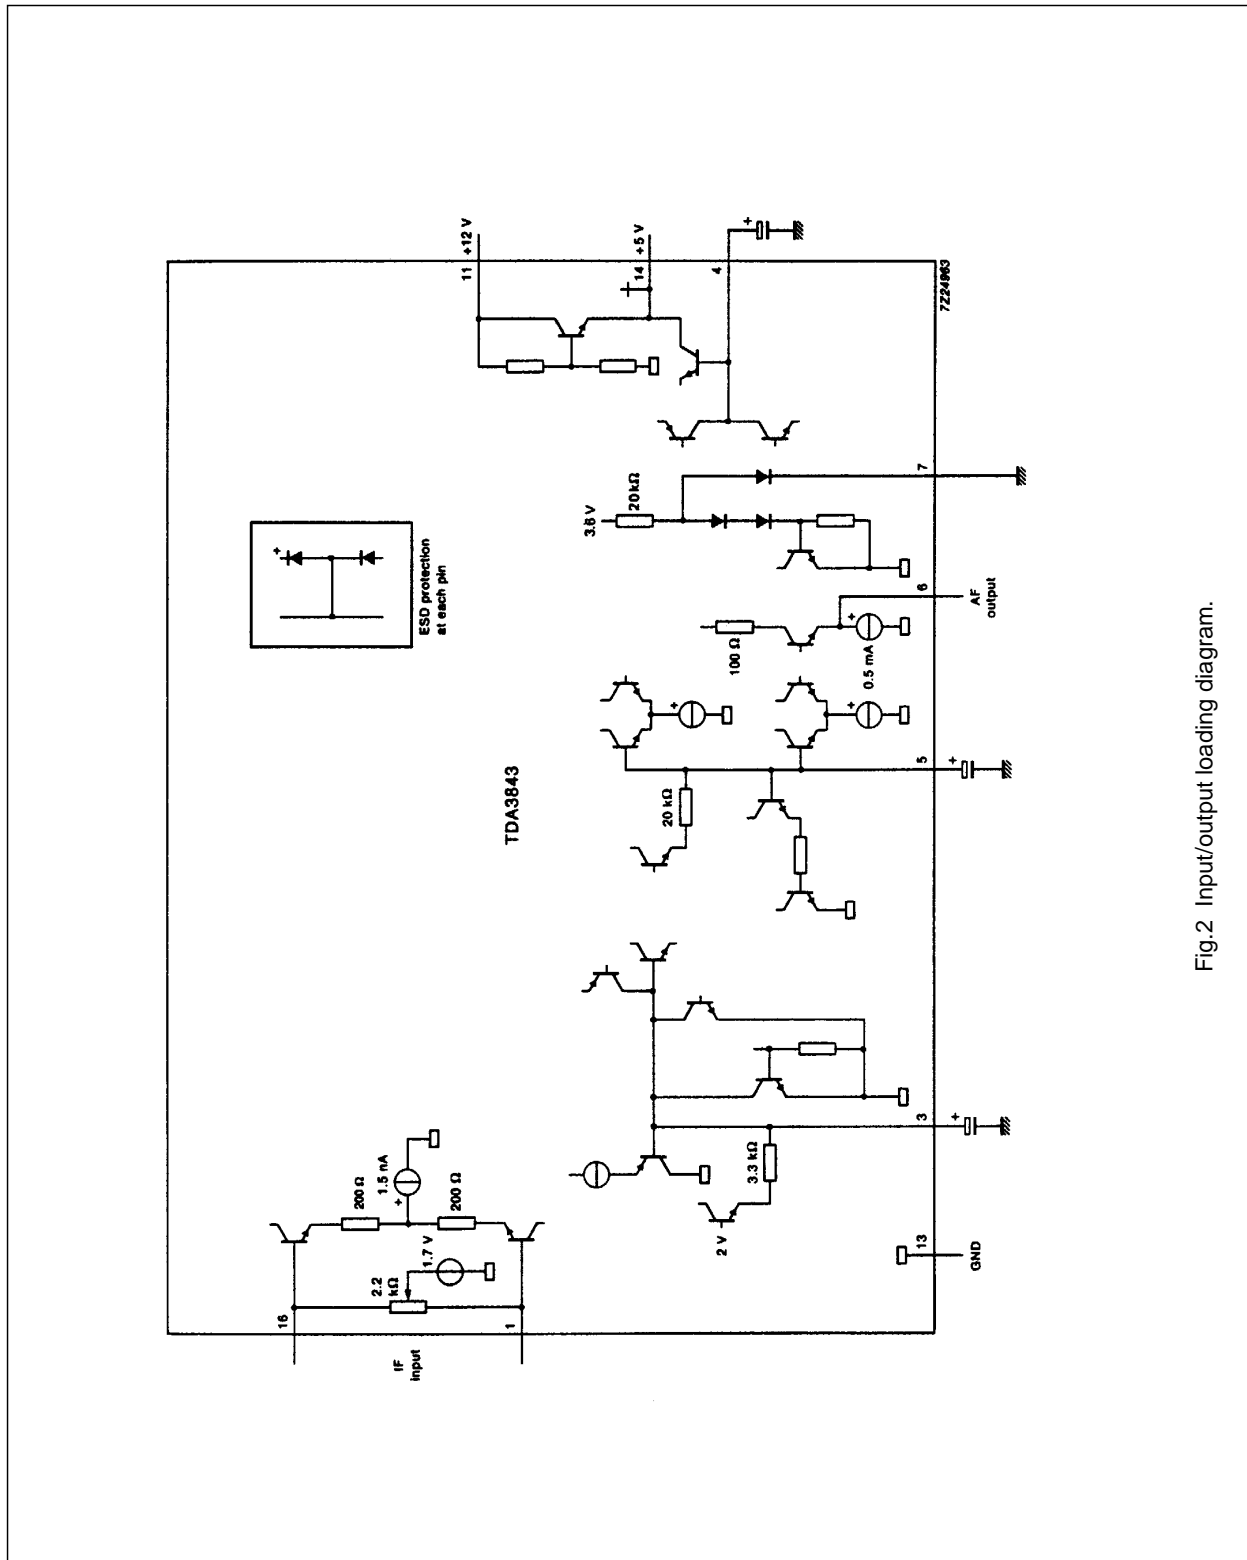 11
+12 V
14
+5 V
+
4
7Z24963
7
3.6 V
20 kΩ
+
ESD protection
at each pin
6
AF
output
100 Ω
+
0.5 mA
+
+
TDA3843
20 kΩ
5
+
3
+
3.3 kΩ
2 V
13
GND
1.5 nA
+
200 Ω
200 Ω
1.7 V
2.2
kΩ
16
1
IF
input
Fig.2 Input/output loading diagram.